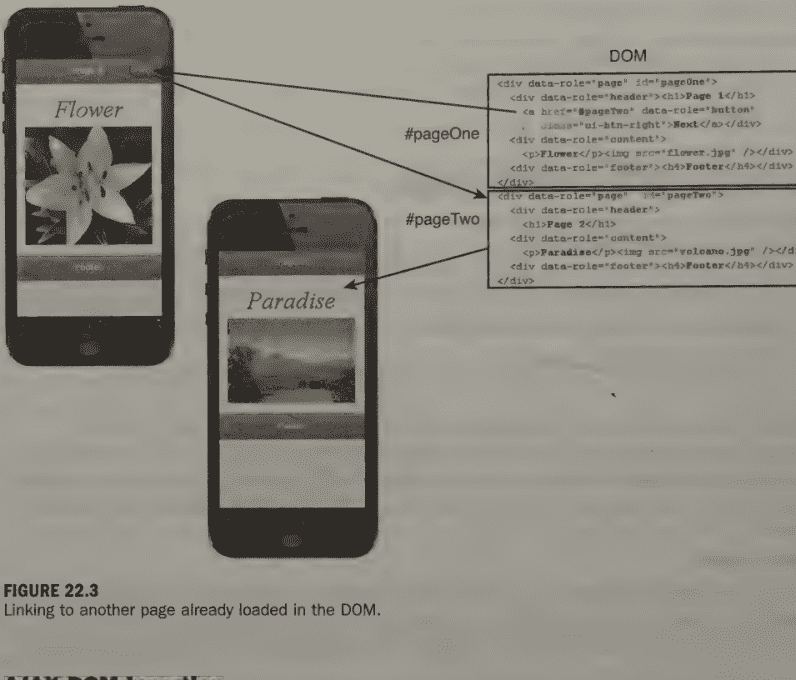 DOM
<div data-role="page" id="pageOne">
<div data-role="header"><h1>Page 1</h1>
<a href="#pageTwo" data-role="button"
class="ui-btn-right">Next</a></div>
<div data-role="content">
<p>Flower</p><img src="flower.jpg" /></div>
<div data-role="footer"><h4>Footer</h4></div>
</div>
#pageOne
<div data-role="page" id="pageTwo">
<div data-role="header">
<h1>Page 2</h1>
<div data-role="content">
<p>Paradise</p><img src="volcano.jpg" /></d
<div data-role="footer"><h4>Footer</h4></div>
</div>
#pageTwo
Flower
Footer
Paradise
FIGURE 22.3
Linking to another page already loaded in the DOM.